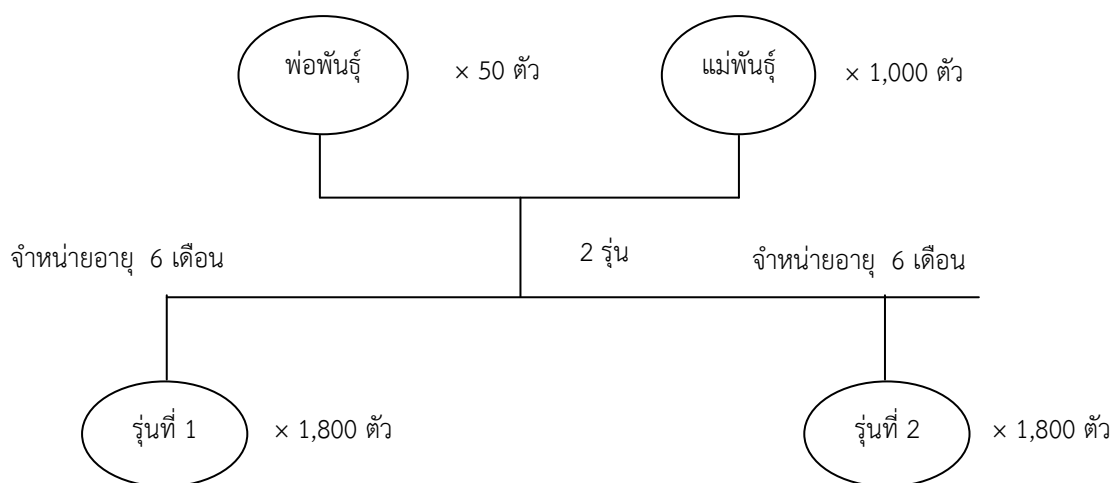 พ่อพันธุ์ × 50 ตัว แม่พันธุ์ × 1,000 ตัว
จำหน่ายอายุ 6 เดือน 2 รุ่น จำหน่ายอายุ 6 เดือน
รุ่นที่ 1 × 1,800 ตัว รุ่นที่ 2 × 1,800 ตัว